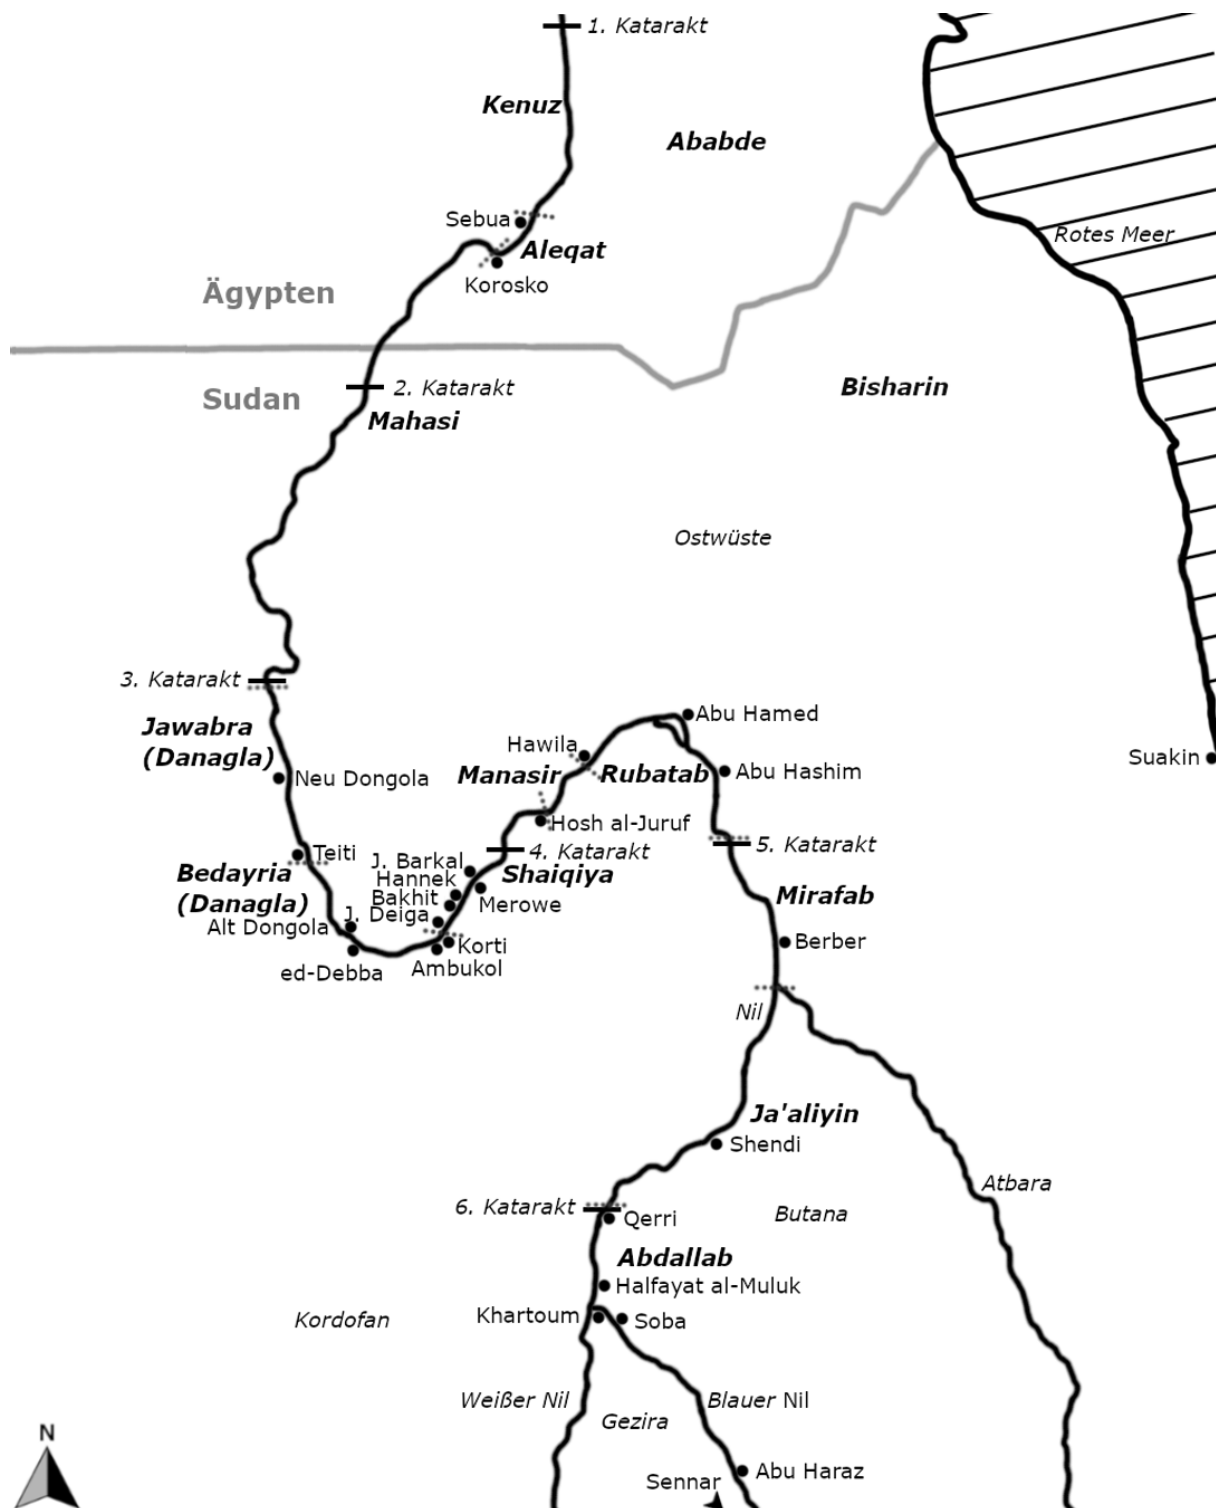 1. Katarakt
Kenuz
Ababde
Sebua
Rotes Meer
Aleqat
Korosko
Ägypten
2. Katarakt
Bisharin
Sudan
Mahasi
Ostwüste
3. Katarakt
Abu Hamed
Jawabra
(Danagla)
Hawila
Suakin
Manasir
Rubatab
Abu Hashim
Neu Dongola
Hosh al-Juruf
5. Katarakt
Teiti
4. Katarakt
J. Barkal
Bedayria
(Danagla)
Shaiqiya
Hannek
Mirafab
Bakhit
Merowe
J. Deiga
Alt Dongola
Berber
Korti
ed-Debba
Ambukol
Nil
Ja'aliyin
Shendi
Atbara
6. Katarakt
Qerri
Butana
Abdallab
Halfayat al-Muluk
Kordofan
Khartoum
Soba
Weißer Nil
Blauer Nil
Gezira
N
Abu Haraz
Sennar